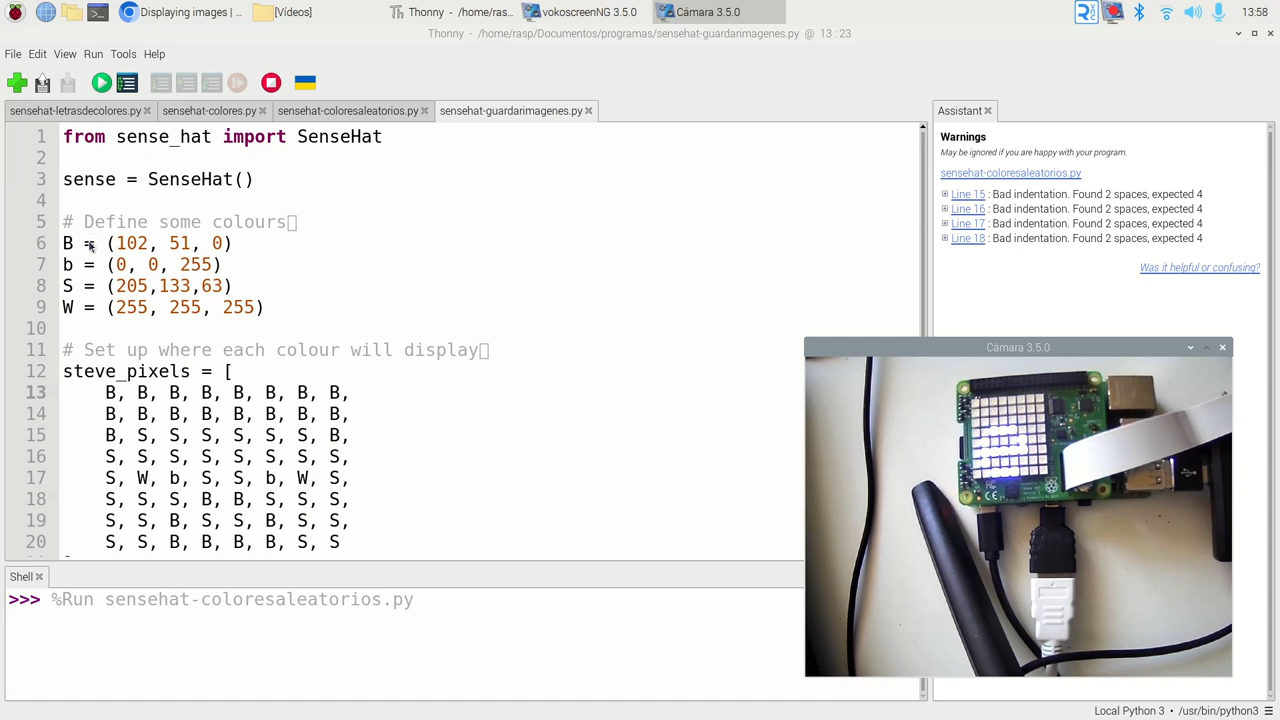 Displaying images | ...
[Vídeos]
Thonny - /home/ras...
vokoscreenNG 3.5.0
Cámara 3.5.0
13:58
Thonny - /home/rasp/Documentos/programas/sensehat-guardarimagenes.py @ 13 : 23
File Edit View Run Tools Help
sensehat-letrasdecolores.py
sensehat-colores.py
sensehat-coloresaleatorios.py
sensehat-guardarimagenes.py
1 from sense_hat import SenseHat
2
3 sense = SenseHat()
4
5 # Define some colours
6 B = (102, 51, 0)
7 b = (0, 0, 255)
8 S = (205,133,63)
9 W = (255, 255, 255)
10
11 # Set up where each colour will display
12 steve_pixels = [
13 B, B, B, B, B, B, B, B,
14 B, B, B, B, B, B, B, B,
15 B, S, S, S, S, S, S, B,
16 S, S, S, S, S, S, S, S,
17 S, W, b, S, S, b, W, S,
18 S, S, S, B, B, S, S, S,
19 S, S, B, S, S, B, S, S,
20 S, S, B, B, B, B, S, S
Shell
>>> %Run sensehat-coloresaleatorios.py
Assistant
Warnings
May be ignored if you are happy with your program.
sensehat-coloresaleatorios.py
Line 15 : Bad indentation. Found 2 spaces, expected 4
Line 16 : Bad indentation. Found 2 spaces, expected 4
Line 17 : Bad indentation. Found 2 spaces, expected 4
Line 18 : Bad indentation. Found 2 spaces, expected 4
Was it helpful or confusing?
Cámara 3.5.0
CE
Local Python 3 • /usr/bin/python3